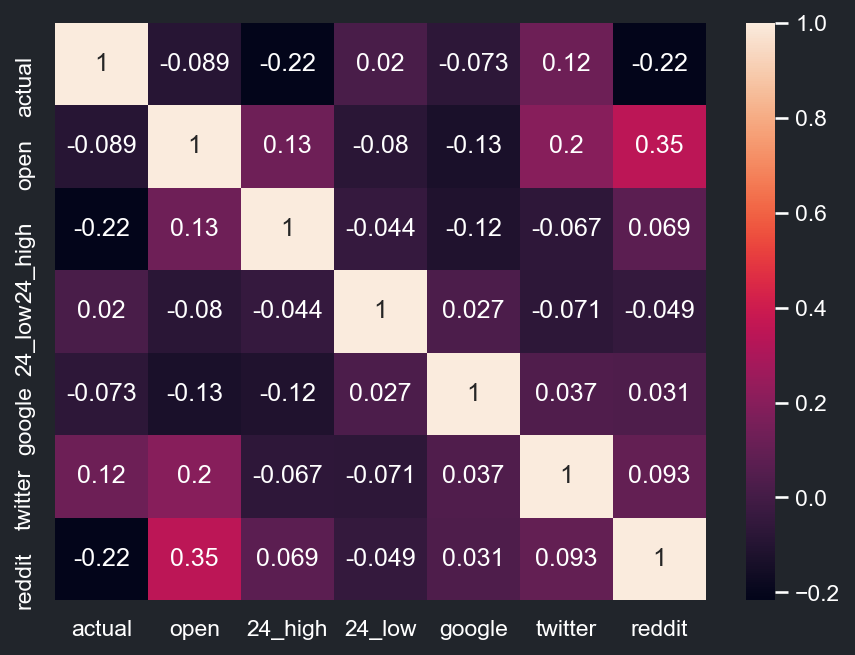 actual 1 -0.089 -0.22 0.02 -0.073 0.12 -0.22
open -0.089 1 0.13 -0.08 -0.13 0.2 0.35
24_high -0.22 0.13 1 -0.044 -0.12 -0.067 0.069
24_low 0.02 -0.08 -0.044 1 0.027 -0.071 -0.049
google -0.073 -0.13 -0.12 0.027 1 0.037 0.031
twitter 0.12 0.2 -0.067 -0.071 0.037 1 0.093
reddit -0.22 0.35 0.069 -0.049 0.031 0.093 1
actual open 24_high 24_low google twitter reddit
1.0
0.8
0.6
0.4
0.2
0.0
−0.2